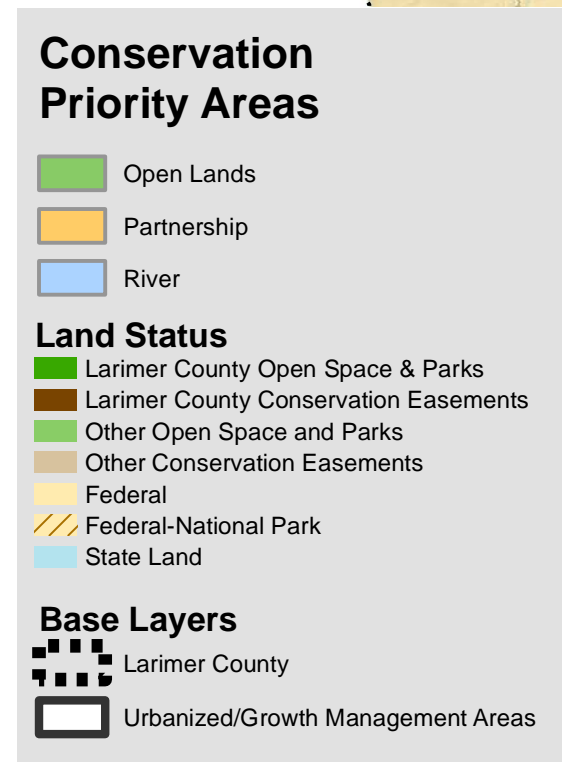 Conservation
Priority Areas
Open Lands
Partnership
River
Land Status
Larimer County Open Space & Parks
Larimer County Conservation Easements
Other Open Space and Parks
Other Conservation Easements
Federal
Federal-National Park
State Land
Base Layers
Larimer County
Urbanized/Growth Management Areas